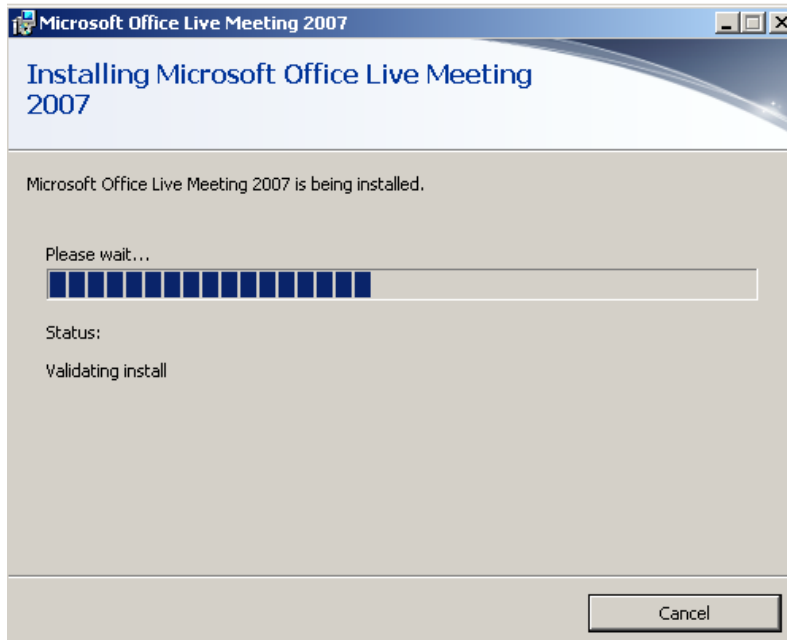 Microsoft Office Live Meeting 2007
Installing Microsoft Office Live Meeting
2007
Microsoft Office Live Meeting 2007 is being installed.
Please wait...
Status:
Validating install
Cancel